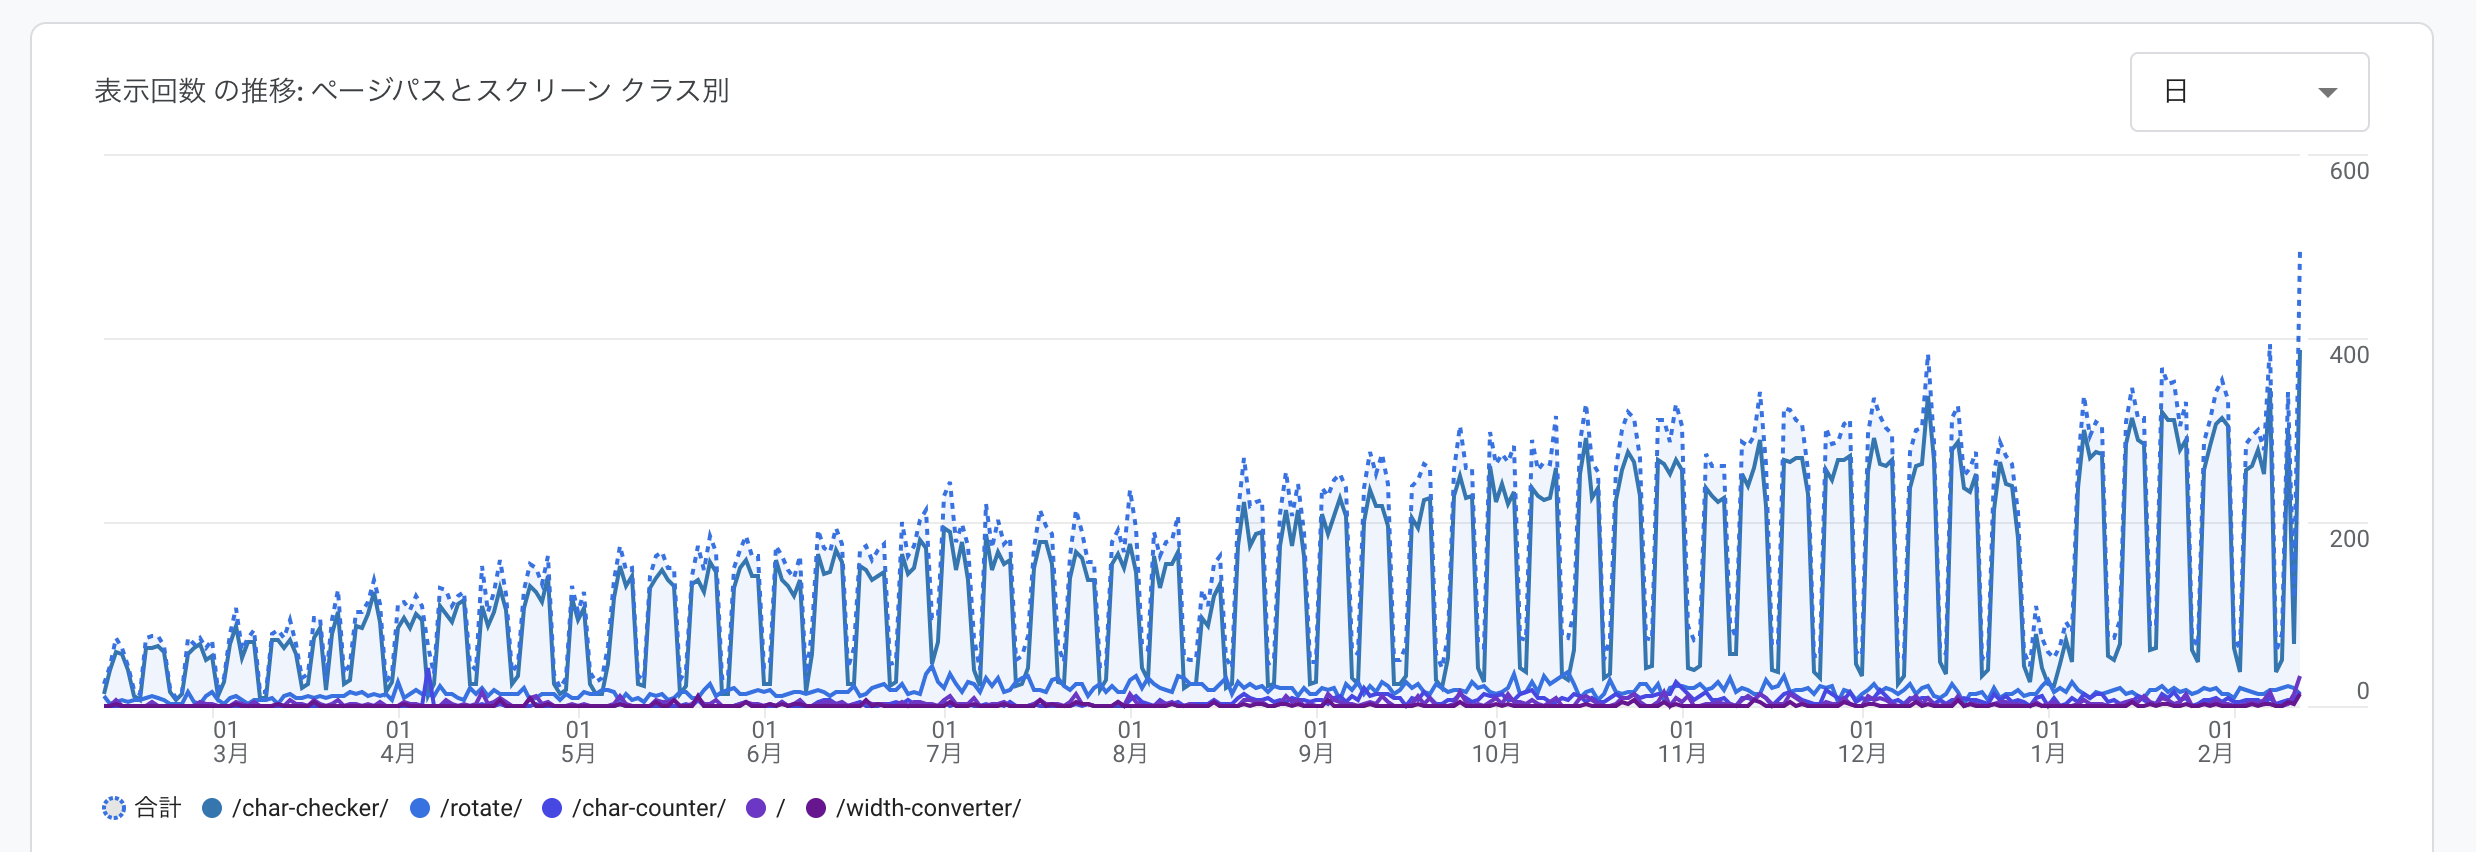 表示回数 の推移: ページパスとスクリーン クラス別
日
600
400
200
0
01 01 01 01 01 01 01 01 01 01 01 01
3月 4月 5月 6月 7月 8月 9月 10月 11月 12月 1月 2月
合計 /char-checker/ /rotate/ /char-counter/ / /width-converter/